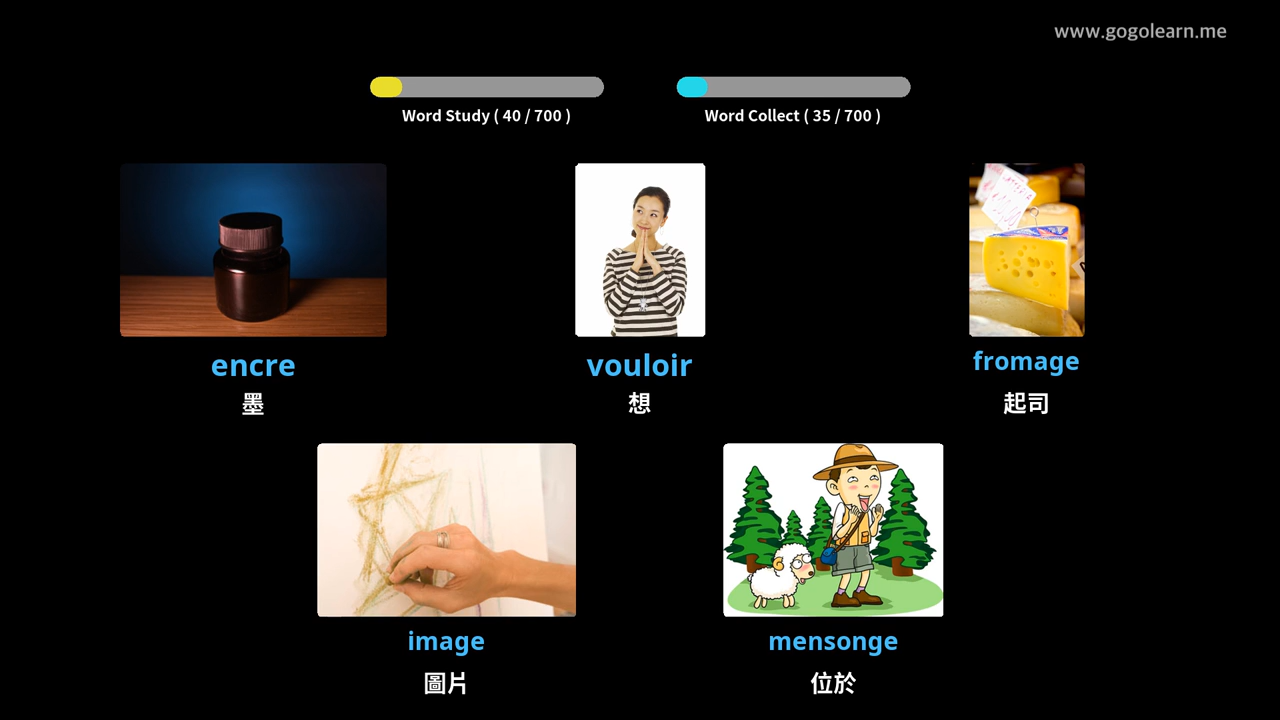 www.gogolearn.me
Word Study ( 40 / 700 )
Word Collect ( 35 / 700 )
encre
墨
vouloir
想
fromage
起司
image
圖片
mensonge
位於